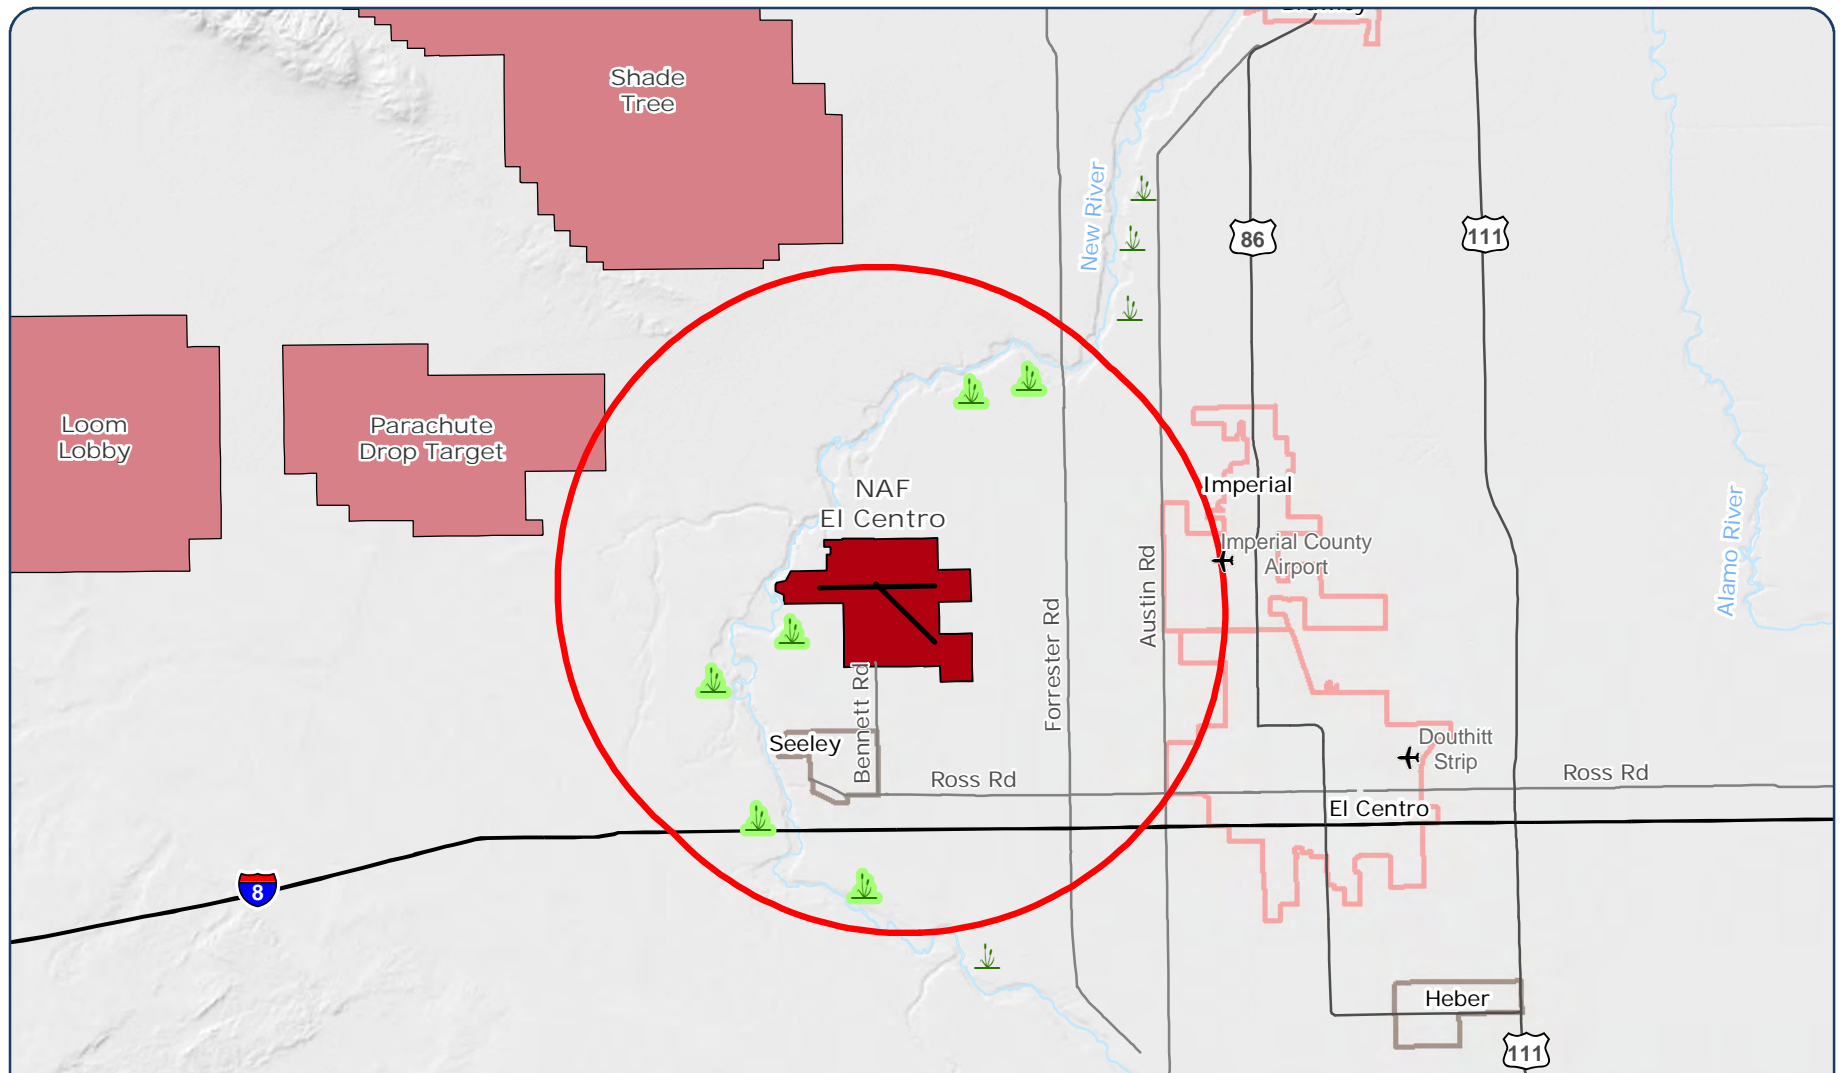 Brawley
Shade
Tree
New River
86
111
Loom
Lobby
Parachute
Drop Target
NAF
El Centro
Imperial
Imperial County
Airport
Alamo River
Austin Rd
Forrester Rd
Bennett Rd
Seeley
Douthitt
Strip
Ross Rd
Ross Rd
El Centro
8
Heber
111